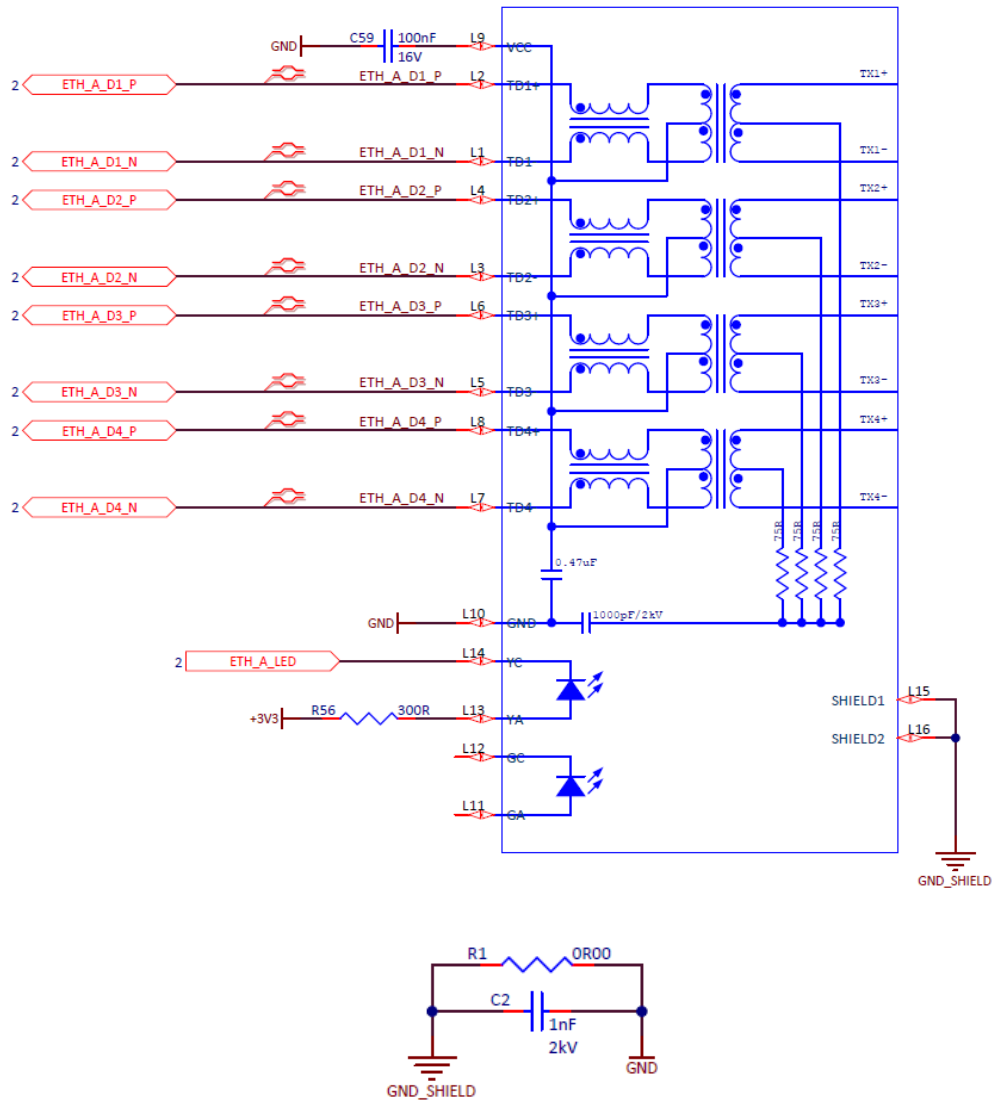 C59 100nF L9
GND VCC
16V
2 ETH_A_D1_P ETH_A_D1_P L2 TD1+ TX1+
2 ETH_A_D1_N ETH_A_D1_N L1 TD1- TX1-
2 ETH_A_D2_P ETH_A_D2_P L4 TD2+ TX2+
2 ETH_A_D2_N ETH_A_D2_N L3 TD2- TX2-
2 ETH_A_D3_P ETH_A_D3_P L6 TD3+ TX3+
2 ETH_A_D3_N ETH_A_D3_N L5 TD3- TX3-
2 ETH_A_D4_P ETH_A_D4_P L8 TD4+ TX4+
2 ETH_A_D4_N ETH_A_D4_N L7 TD4- TX4-
75R 75R 75R 75R
0.47uF
GND L10 GND 1000pF/2kV
2 ETH_A_LED L14 YC
SHIELD1 L15
+3V3 R56 300R L13 YA
SHIELD2 L16
L12 GC
L11 GA
GND_SHIELD
R1 0R00
C2 1nF
2kV
GND_SHIELD GND